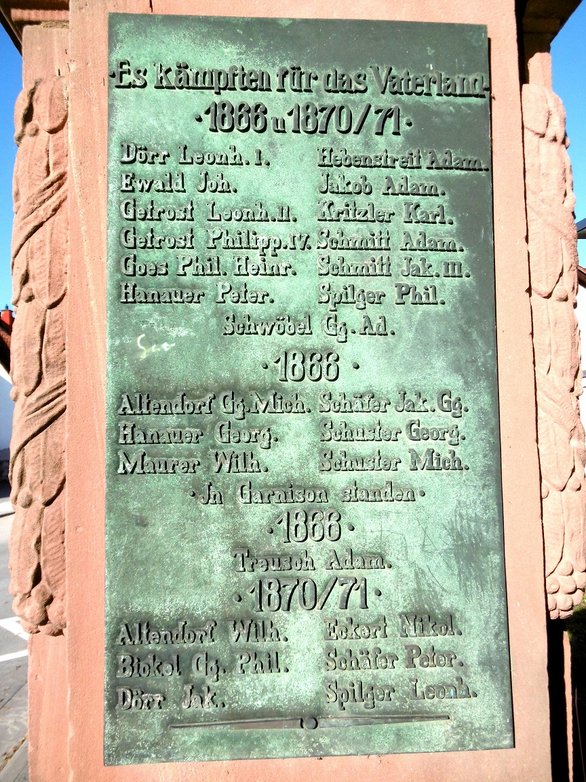 ·Es kämpften für das Vaterland·
·1866 u 1870/71·
Dörr Leonh. I. Hebenstreit Adam.
Ewald Joh. Jakob Adam.
Getrost Leonh. II. Kritzler Karl.
Getrost Philipp. IV. Schmitt Adam.
Goes Phil. Heinr. Schmitt Jak. III.
Hanauer Peter. Spilger Phil.
Schwöbel Gg. Ad.
·1866·
Altendorf Gg. Mich. Schäfer Jak. Gg.
Hanauer Georg. Schuster Georg.
Maurer Wilh. Schuster Mich.
·Jn Garnison standen·
·1866·
Treusch Adam.
·1870/71·
Altendorf Wilh. Eckert Nikol.
Bickel Gg. Phil. Schäfer Peter.
Dörr Jak. Spilger Leonh.